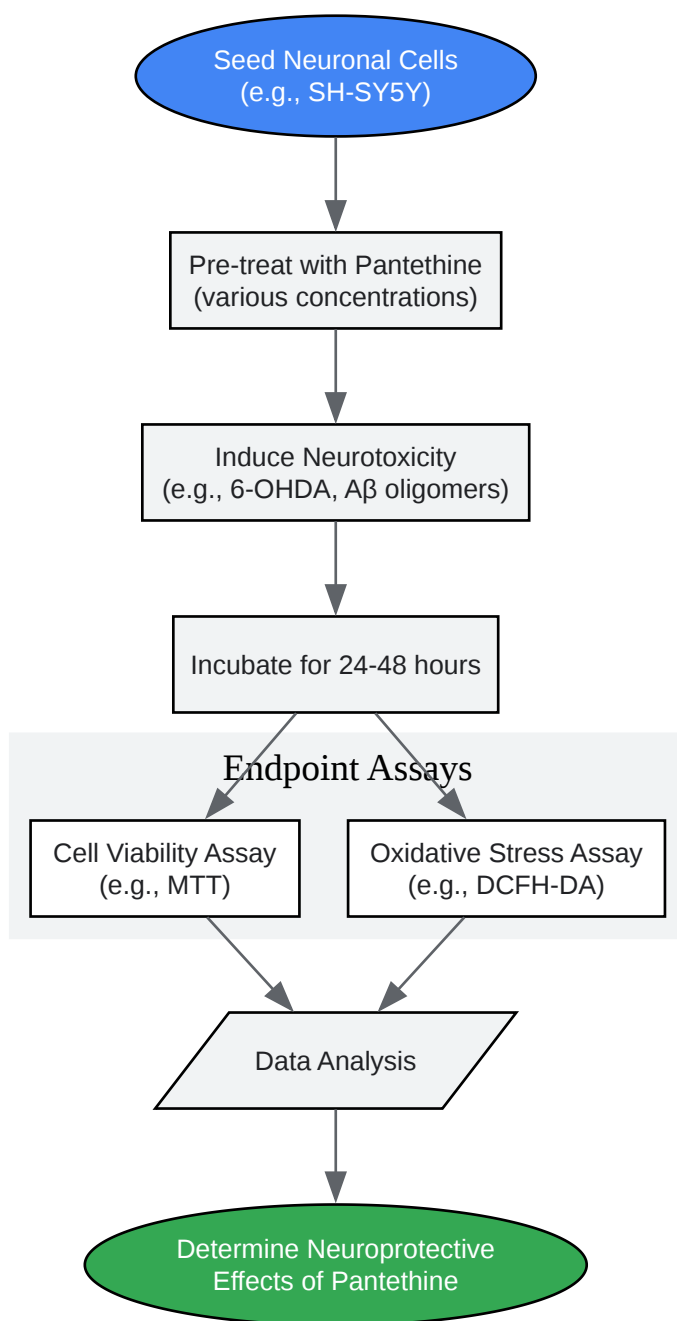 Seed Neuronal Cells
(e.g., SH-SY5Y)
Pre-treat with Pantethine
(various concentrations)
Induce Neurotoxicity
(e.g., 6-OHDA, Aβ oligomers)
Incubate for 24-48 hours
Endpoint Assays
Cell Viability Assay
(e.g., MTT)
Oxidative Stress Assay
(e.g., DCFH-DA)
Data Analysis
Determine Neuroprotective
Effects of Pantethine